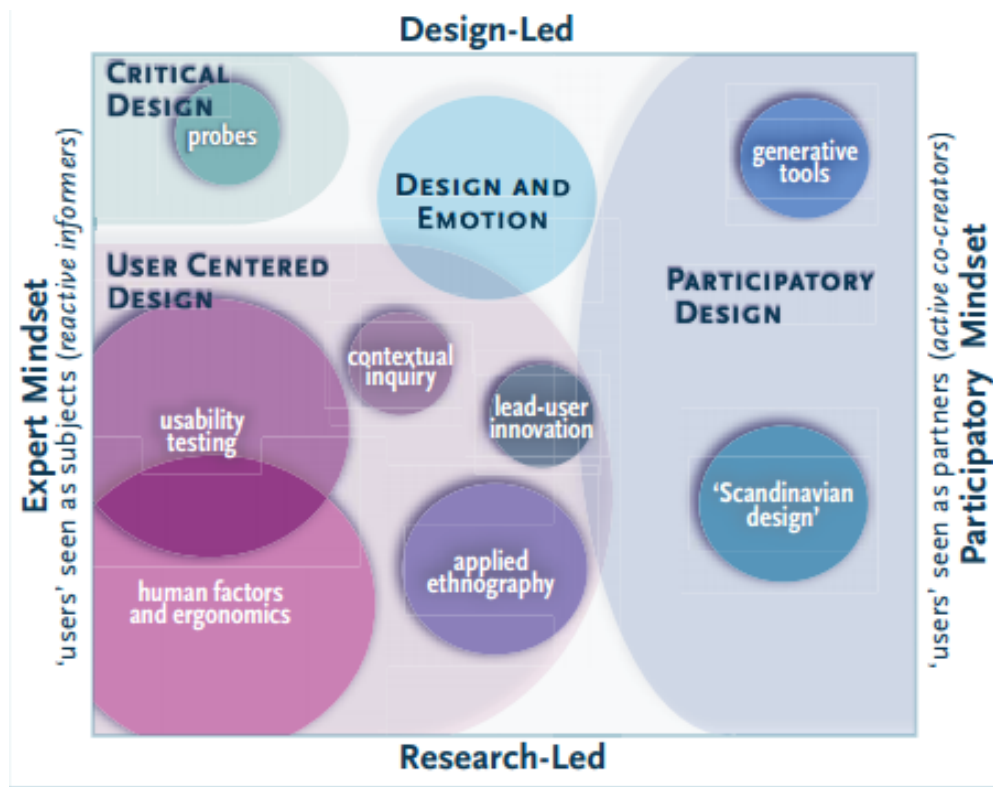 Design-Led
CRITICAL
DESIGN
probes
generative
tools
DESIGN AND
EMOTION
USER CENTERED
DESIGN
PARTICIPATORY
DESIGN
contextual
inquiry
lead-user
innovation
usability
testing
'Scandinavian
design'
applied
ethnography
human factors
and ergonomics
Research-Led
Expert Mindset
'users' seen as subjects (reactive informers)
'users' seen as partners (active co-creators)
Participatory Mindset